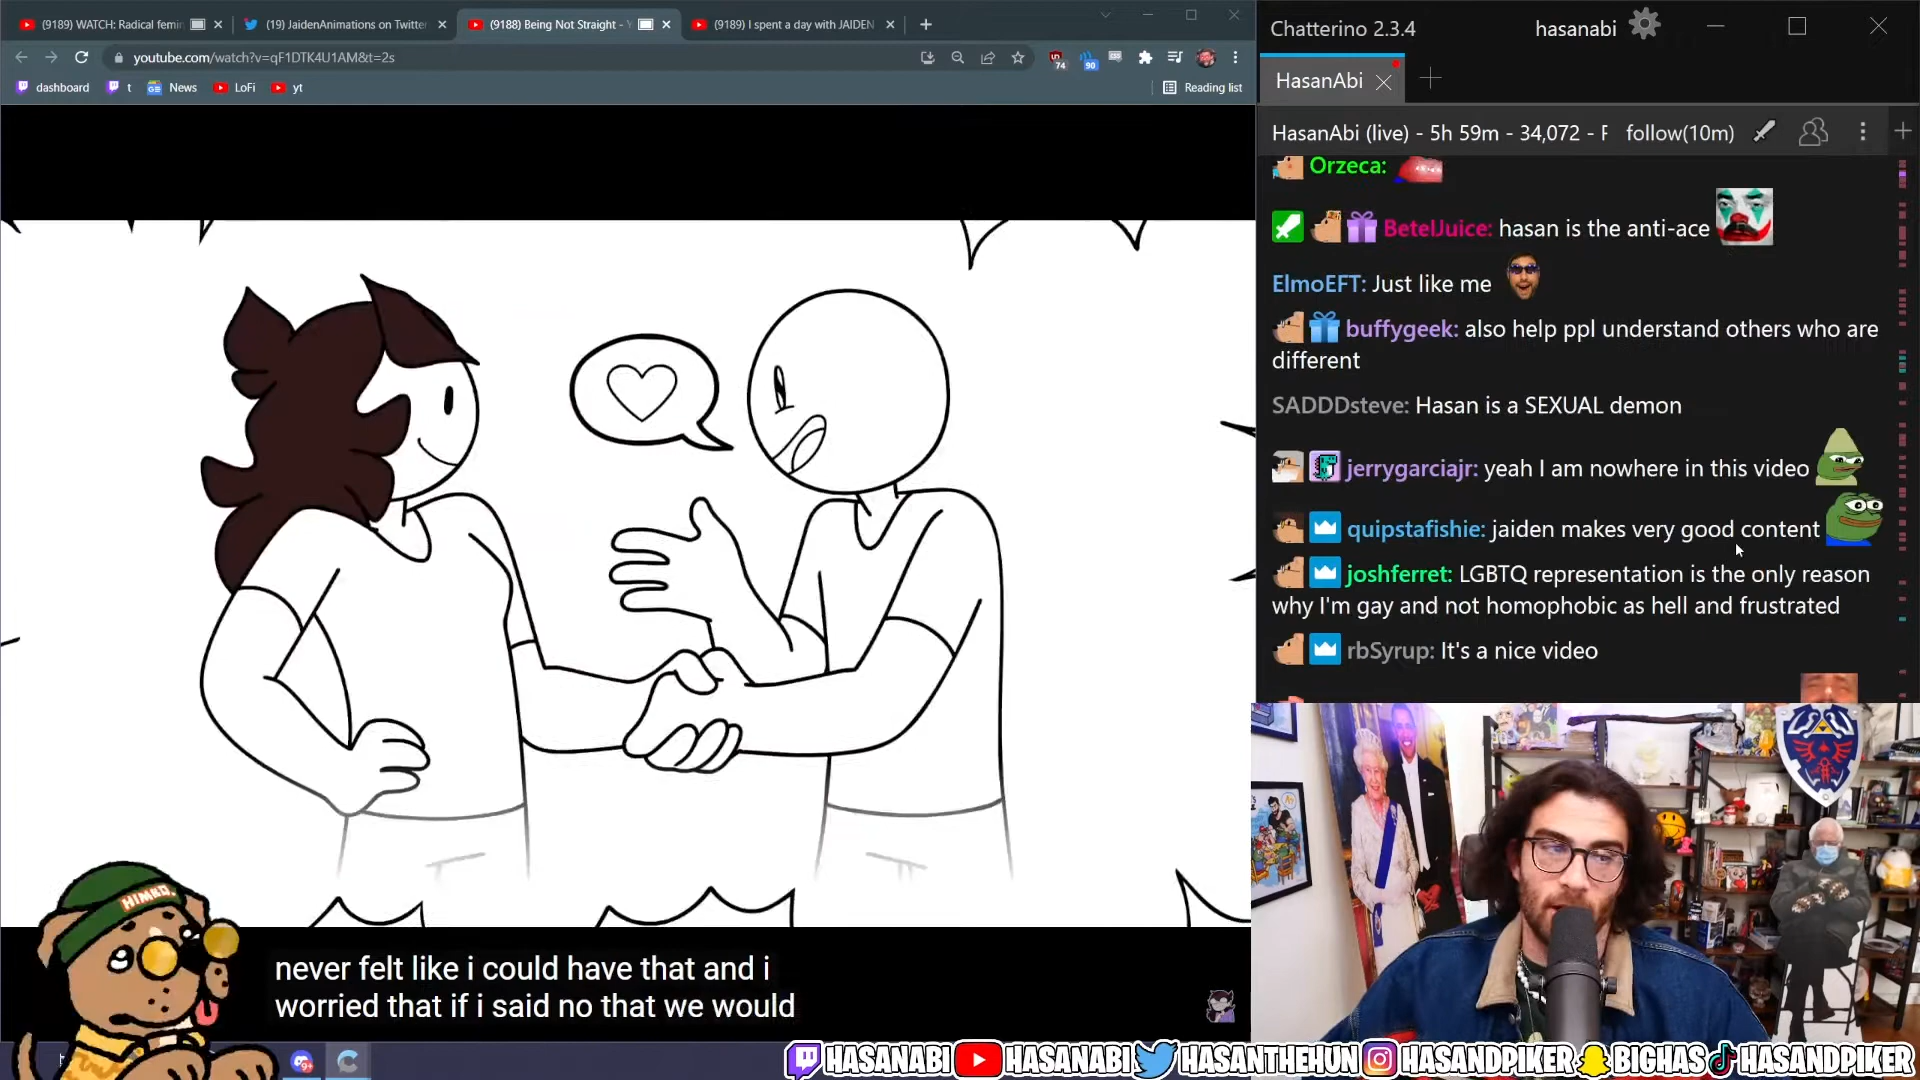 (9189) WATCH: Radical femin
(19) JaidenAnimations on Twitter
(9188) Being Not Straight - Y
(9189) I spent a day with JAIDEN
youtube.com/watch?v=qF1DTK4U1AM&t=2s
74
90
dashboard
t
News
LoFi
yt
Reading list
HIMBO.
never felt like i could have that and i
worried that if i said no that we would
Chatterino 2.3.4
hasanabi
HasanAbi
HasanAbi (live) - 5h 59m - 34,072 - F
follow(10m)
Orzeca:
BetelJuice: hasan is the anti-ace
ElmoEFT: Just like me
buffygeek: also help ppl understand others who are
different
SADDDsteve: Hasan is a SEXUAL demon
jerrygarciajr: yeah I am nowhere in this video
quipstafishie: jaiden makes very good content
joshferret: LGBTQ representation is the only reason
why I'm gay and not homophobic as hell and frustrated
rbSyrup: It's a nice video
HASANABI HASANABI HASANTHEHUN HASANDPIKER BIGHAS HASANDPIKER